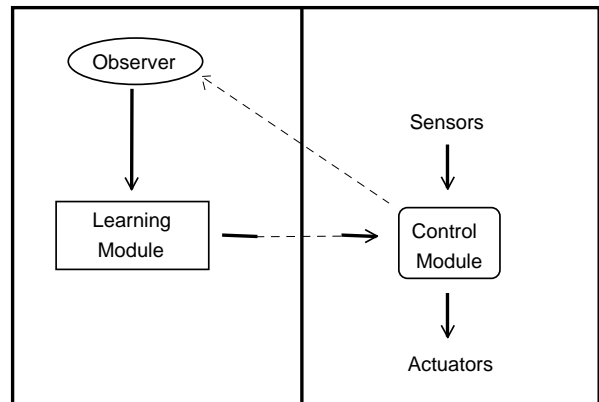 Observer
Learning
Module
Sensors
Control
Module
Actuators